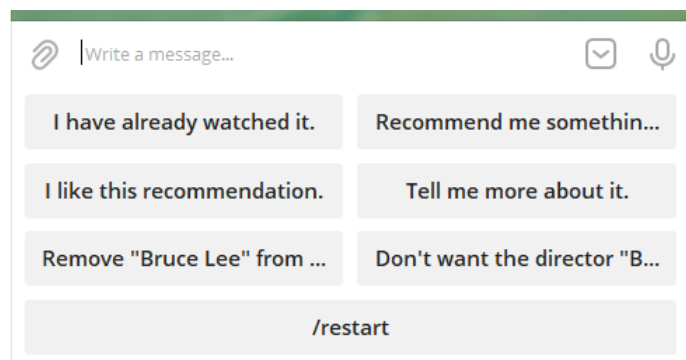 Write a message...
I have already watched it.
Recommend me somethin...
I like this recommendation.
Tell me more about it.
Remove "Bruce Lee" from ...
Don't want the director "B...
/restart